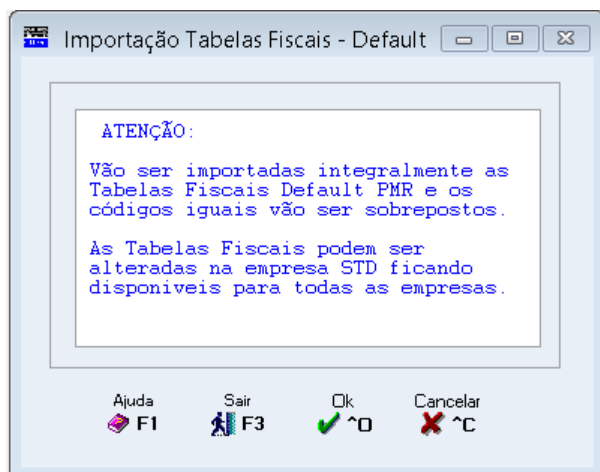 Importação Tabelas Fiscais - Default
ATENÇÃO:
Vão ser importadas integralmente as
Tabelas Fiscais Default PMR e os
códigos iguais vão ser sobrepostos.
As Tabelas Fiscais podem ser
alteradas na empresa STD ficando
disponiveis para todas as empresas.
Ajuda Sair Ok Cancelar
F1 F3 ^O ^C